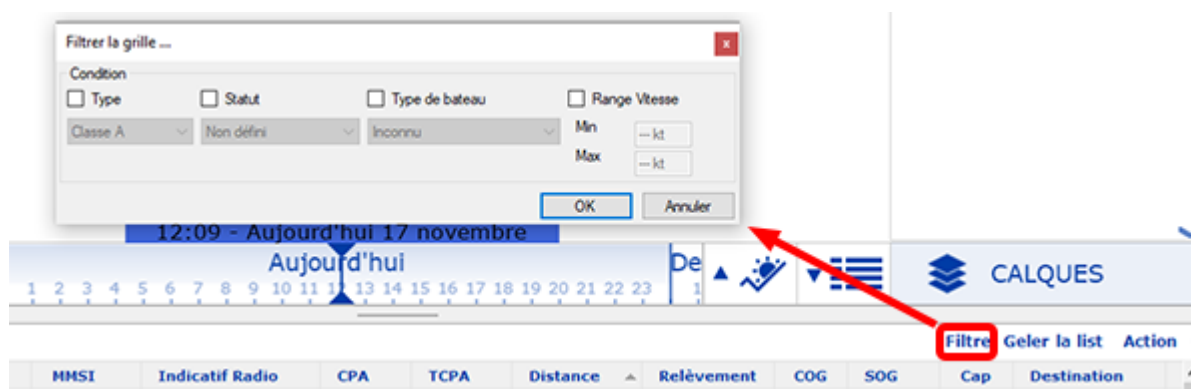 Filtrer la grille ...
x
Condition
Type Statut Type de bateau Range Vitesse
Classe A Non défini Inconnu Min -- kt
Max -- kt
OK Annuler
12:09 - Aujourd'hui 17 novembre
Aujourd'hui De
1 2 3 4 5 6 7 8 9 10 11 12 13 14 15 16 17 18 19 20 21 22 23 1
CALQUES
Filtre Geler la list Action
MMSI Indicatif Radio CPA TCPA Distance Relèvement COG SOG Cap Destination